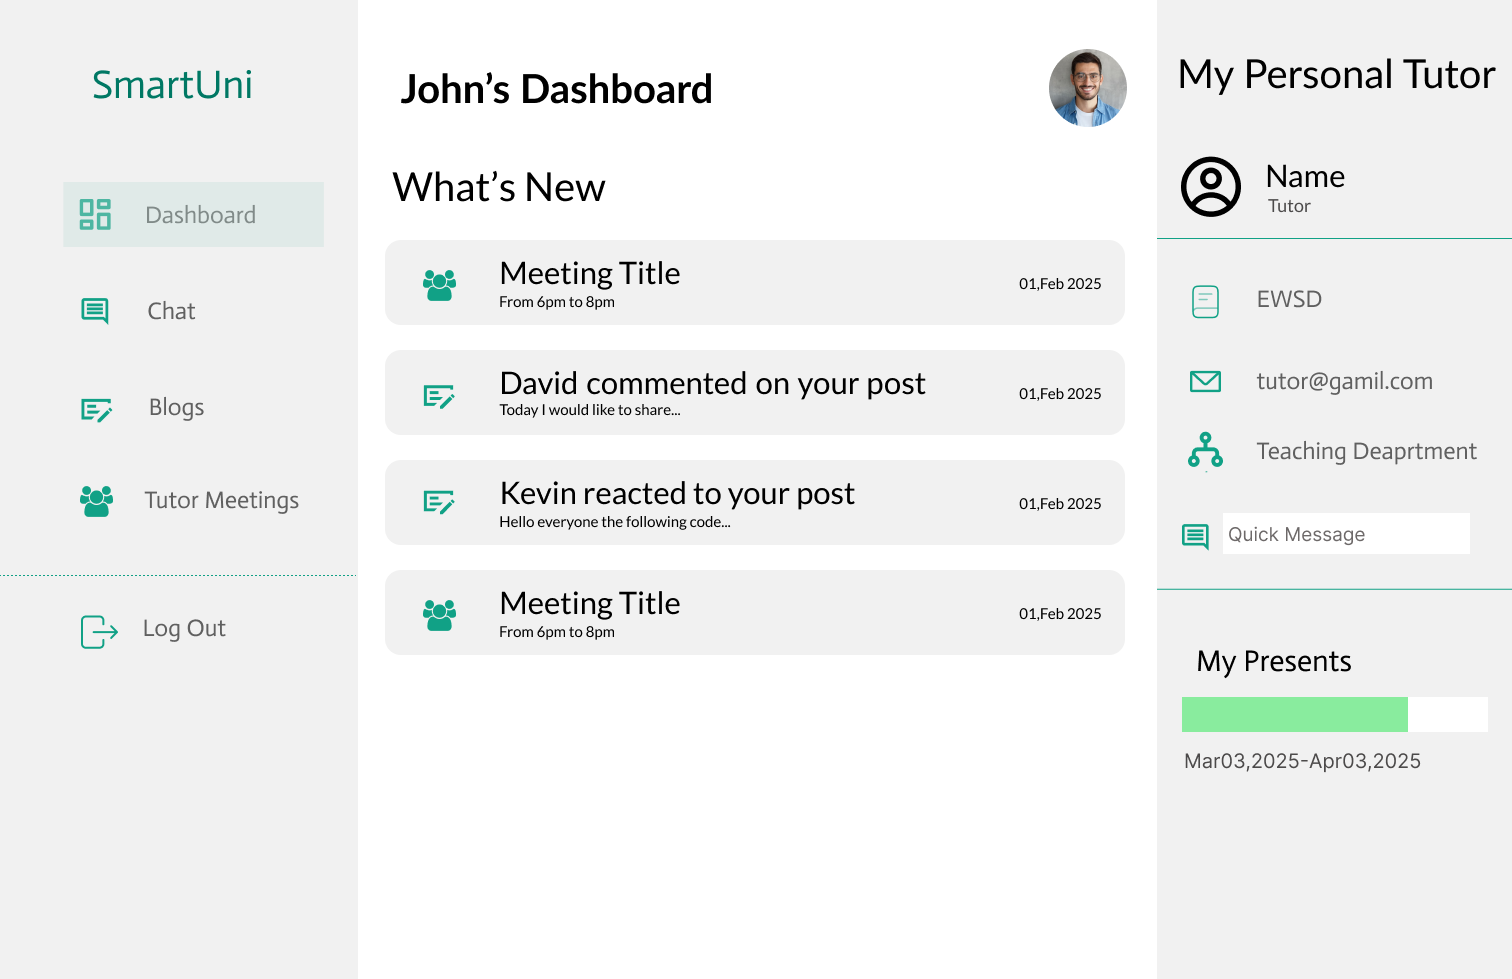 SmartUni
Dashboard
Chat
Blogs
Tutor Meetings
Log Out
John’s Dashboard
What’s New
Meeting Title
From 6pm to 8pm
01,Feb 2025
David commented on your post
Today I would like to share...
01,Feb 2025
Kevin reacted to your post
Hello everyone the following code...
01,Feb 2025
Meeting Title
From 6pm to 8pm
01,Feb 2025
My Personal Tutor
Name
Tutor
EWSD
tutor@gamil.com
Teaching Deaprtment
Quick Message
My Presents
Mar03,2025-Apr03,2025